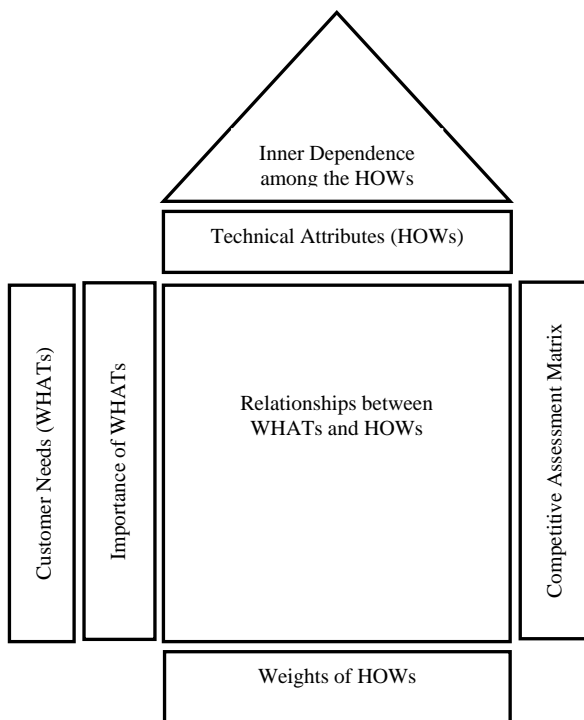 Inner Dependence
among the HOWs
Technical Attributes (HOWs)
Customer Needs (WHATs)
Importance of WHATs
Relationships between
WHATs and HOWs
Competitive Assessment Matrix
Weights of HOWs